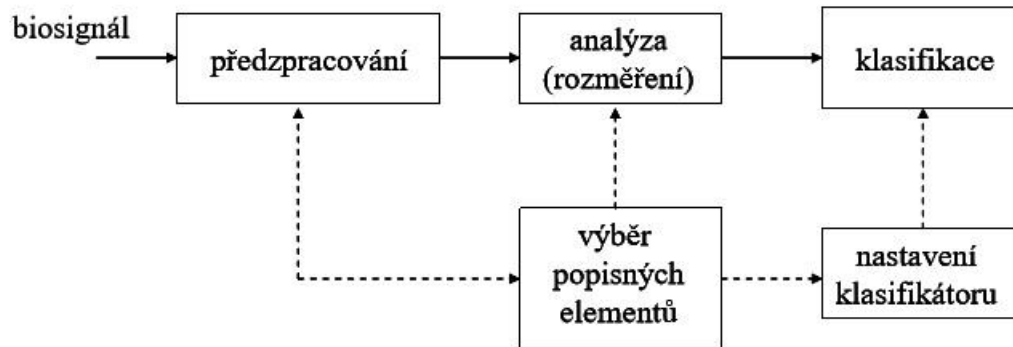 biosignál
předzpracování
analýza
(rozměření)
klasifikace
výběr
popisných
elementů
nastavení
klasifikátoru